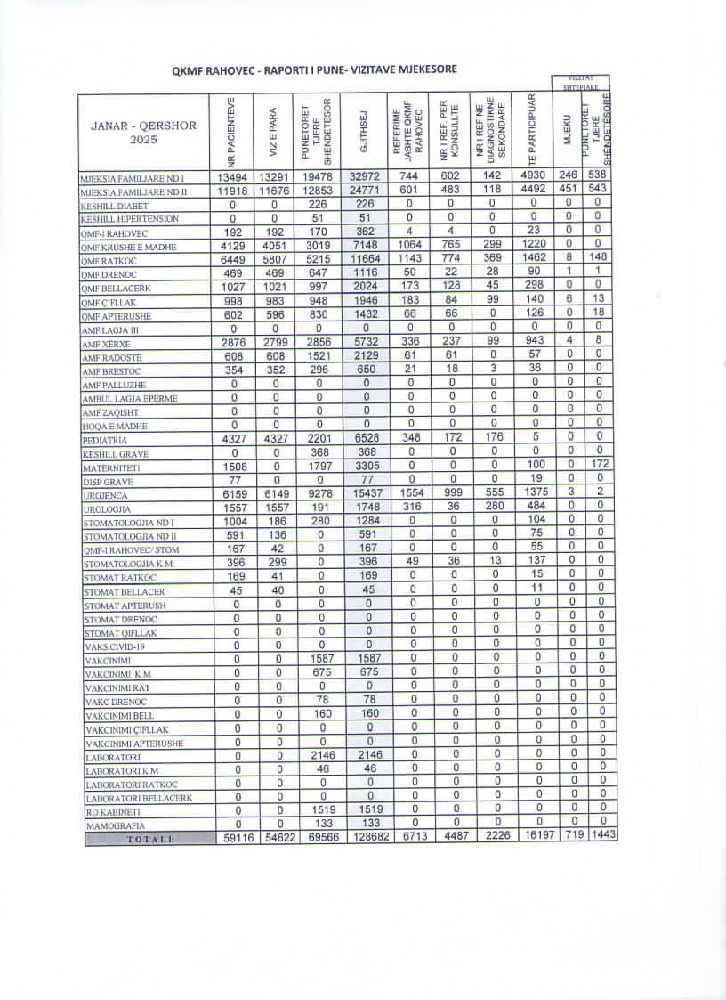 QKMF RAHOVEC - RAPORTI I PUNE- VIZITAVE MJEKESORE
VIZITAT SHTËPIAKE
JANAR - QERSHOR 2025 NR PACIENTEVE VIZ E PARA PUNETORET TJERE SHENDETESOR GJITHSEJ REFERIME JASHTE QKMF RAHOVEC NR I REF. PER KONSULLTE NR I REF NE DIAGNOSTIKNE SEKONDARE TE PARTICIPUAR MJEKU PUNETORET TJERË SHËNDETËSORË
MJEKSIA FAMILJARE ND I 13494 13291 19478 32972 744 602 142 4930 246 538
MJEKSIA FAMILJARE ND II 11918 11676 12853 24771 601 483 118 4492 451 543
KESHILL DIABET 0 0 226 226 0 0 0 0 0 0
KESHILL HIPERTENSION 0 0 51 51 0 0 0 0 0 0
QMF-I RAHOVEC 192 192 170 362 4 4 0 23 0 0
QMF KRUSHE E MADHE 4129 4051 3019 7148 1064 765 299 1220 0 0
QMF RATKOC 6449 5807 5215 11664 1143 774 369 1462 8 148
QMF DRENOC 469 469 647 1116 50 22 28 90 1 1
QMF BELLACERK 1027 1021 997 2024 173 128 45 298 0 0
QMF ÇIFLLAK 998 983 948 1946 183 84 99 140 6 13
QMF APTERUSHË 602 596 830 1432 66 66 0 126 0 18
AMF LAGJA III 0 0 0 0 0 0 0 0 0 0
AMF XËRXE 2876 2799 2856 5732 336 237 99 943 4 8
AMF RADOSTË 608 608 1521 2129 61 61 0 57 0 0
AMF BRESTOC 354 352 296 650 21 18 3 36 0 0
AMF PALLUZHE 0 0 0 0 0 0 0 0 0 0
AMBUL LAGJA EPERME 0 0 0 0 0 0 0 0 0 0
AMF ZAQISHT 0 0 0 0 0 0 0 0 0 0
HOQA E MADHE 0 0 0 0 0 0 0 0 0 0
PEDIATRIA 4327 4327 2201 6528 348 172 176 5 0 0
KESHILL GRAVE 0 0 368 368 0 0 0 0 0 0
MATERNITETI 1508 0 1797 3305 0 0 0 100 0 172
DISP GRAVE 77 0 0 77 0 0 0 19 0 0
URGJENCA 6159 6149 9278 15437 1554 999 555 1375 3 2
UROLOGJIA 1557 1557 191 1748 316 36 280 484 0 0
STOMATOLOGJIA ND I 1004 186 280 1284 0 0 0 104 0 0
STOMATOLOGJIA ND II 591 136 0 591 0 0 0 75 0 0
QMF-I RAHOVEC/ STOM 167 42 0 167 0 0 0 55 0 0
STOMATOLOGJIA K.M. 396 299 0 396 49 36 13 137 0 0
STOMAT RATKOC 169 41 0 169 0 0 0 15 0 0
STOMAT BELLACER 45 40 0 45 0 0 0 11 0 0
STOMAT APTERUSH 0 0 0 0 0 0 0 0 0 0
STOMAT DRENOC 0 0 0 0 0 0 0 0 0 0
STOMAT QIFLLAK 0 0 0 0 0 0 0 0 0 0
VAKS CIVID-19 0 0 0 0 0 0 0 0 0 0
VAKCINIMI 0 0 1587 1587 0 0 0 0 0 0
VAKCINIMI K.M. 0 0 675 675 0 0 0 0 0 0
VAKCINIMI RAT 0 0 0 0 0 0 0 0 0 0
VAKC DRENOC 0 0 78 78 0 0 0 0 0 0
VAKCINIMI BELL 0 0 160 160 0 0 0 0 0 0
VAKCINIMI ÇIFLLAK 0 0 0 0 0 0 0 0 0 0
VAKCINIMI APTERUSHE 0 0 0 0 0 0 0 0 0 0
LABORATORI 0 0 2146 2146 0 0 0 0 0 0
LABORATORI K.M 0 0 46 46 0 0 0 0 0 0
LABORATORI RATKOC 0 0 0 0 0 0 0 0 0 0
LABORATORI BELLACERK 0 0 0 0 0 0 0 0 0 0
RO KABINETI 0 0 1519 1519 0 0 0 0 0 0
MAMOGRAFIA 0 0 133 133 0 0 0 0 0 0
TOTALI: 59116 54622 69566 128682 6713 4487 2226 16197 719 1443